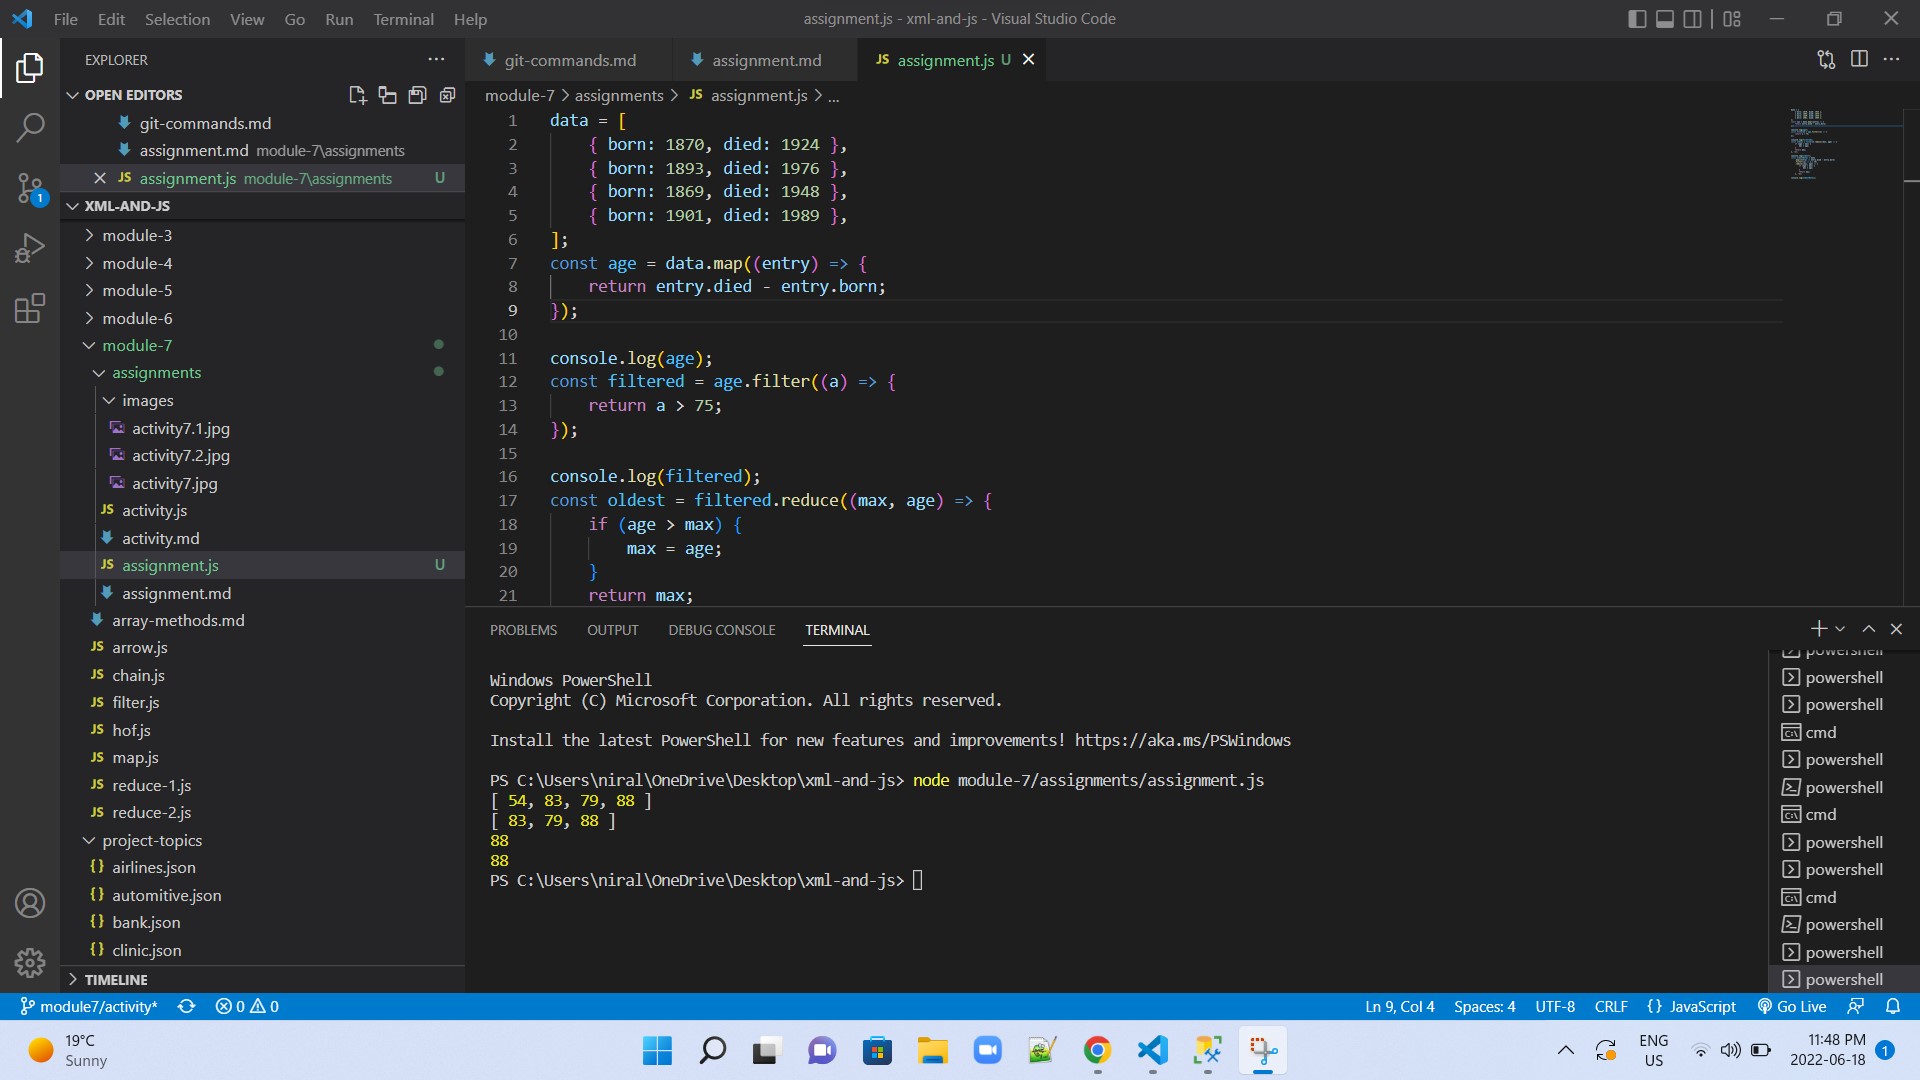 File Edit Selection View Go Run Terminal Help
assignment.js - xml-and-js - Visual Studio Code
EXPLORER
OPEN EDITORS
git-commands.md
assignment.md module-7\assignments
JS assignment.js module-7\assignments U
1
XML-AND-JS
module-3
module-4
module-5
module-6
module-7
assignments
images
activity7.1.jpg
activity7.2.jpg
activity7.jpg
JS activity.js
activity.md
JS assignment.js U
assignment.md
array-methods.md
JS arrow.js
JS chain.js
JS filter.js
JS hof.js
JS map.js
JS reduce-1.js
JS reduce-2.js
project-topics
{} airlines.json
{} automitive.json
{} bank.json
{} clinic.json
TIMELINE
git-commands.md
assignment.md
JS assignment.js U
module-7 > assignments > JS assignment.js > ...
1 data = [
2 { born: 1870, died: 1924 },
3 { born: 1893, died: 1976 },
4 { born: 1869, died: 1948 },
5 { born: 1901, died: 1989 },
6 ];
7 const age = data.map((entry) => {
8 return entry.died - entry.born;
9 });
10
11 console.log(age);
12 const filtered = age.filter((a) => {
13 return a > 75;
14 });
15
16 console.log(filtered);
17 const oldest = filtered.reduce((max, age) => {
18 if (age > max) {
19 max = age;
20 }
21 return max;
PROBLEMS OUTPUT DEBUG CONSOLE TERMINAL
Windows PowerShell
Copyright (C) Microsoft Corporation. All rights reserved.
Install the latest PowerShell for new features and improvements! https://aka.ms/PSWindows
PS C:\Users\niral\OneDrive\Desktop\xml-and-js> node module-7/assignments/assignment.js
[ 54, 83, 79, 88 ]
[ 83, 79, 88 ]
88
88
PS C:\Users\niral\OneDrive\Desktop\xml-and-js>
powershell
powershell
powershell
cmd
powershell
powershell
cmd
powershell
powershell
cmd
powershell
powershell
powershell
module7/activity* 0 0
Ln 9, Col 4 Spaces: 4 UTF-8 CRLF {} JavaScript Go Live
19°C
Sunny
ENG
US
11:48 PM
2022-06-18
1